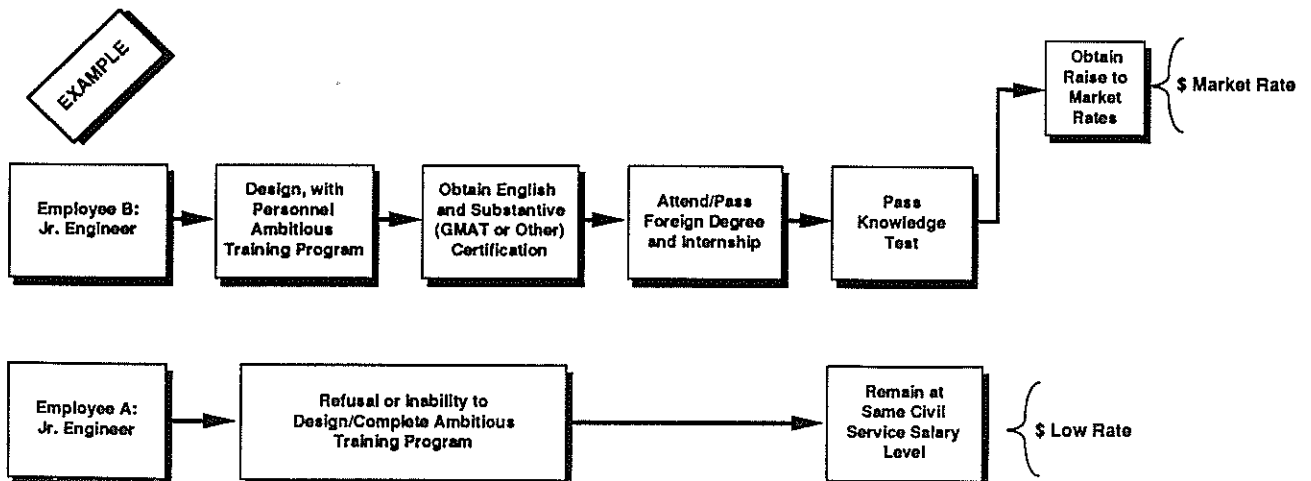 EXAMPLE
Obtain
Raise to
Market
Rates
$ Market Rate
Employee B:
Jr. Engineer
Design, with
Personnel
Ambitious
Training Program
Obtain English
and Substantive
(GMAT or Other)
Certification
Attend/Pass
Foreign Degree
and Internship
Pass
Knowledge
Test
Employee A:
Jr. Engineer
Refusal or Inability to
Design/Complete Ambitious
Training Program
Remain at
Same Civil
Service Salary
Level
$ Low Rate